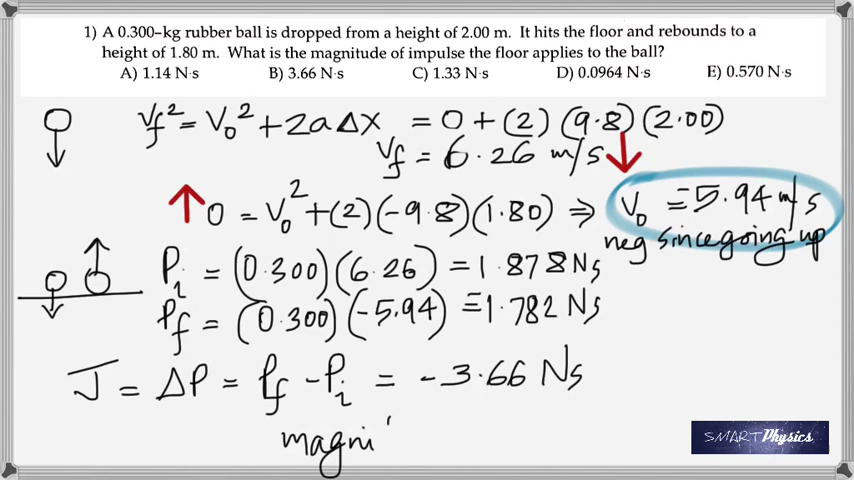 1) A 0.300-kg rubber ball is dropped from a height of 2.00 m. It hits the floor and rebounds to a
height of 1.80 m. What is the magnitude of impulse the floor applies to the ball?
A) 1.14 N·s B) 3.66 N·s C) 1.33 N·s D) 0.0964 N·s E) 0.570 N·s
Vf² = V₀² + 2aΔx = 0 + (2)(9.8)(2.00)
Vf = 6.26 m/s
0 = V₀² + (2)(-9.8)(1.80) ⇒ V₀ = 5.94 m/s
neg since going up
Pi = (0.300)(6.26) = 1.878 Ns
Pf = (0.300)(-5.94) = 1.782 Ns
J = ΔP = Pf - Pi = -3.66 Ns
magni
SMART Physics